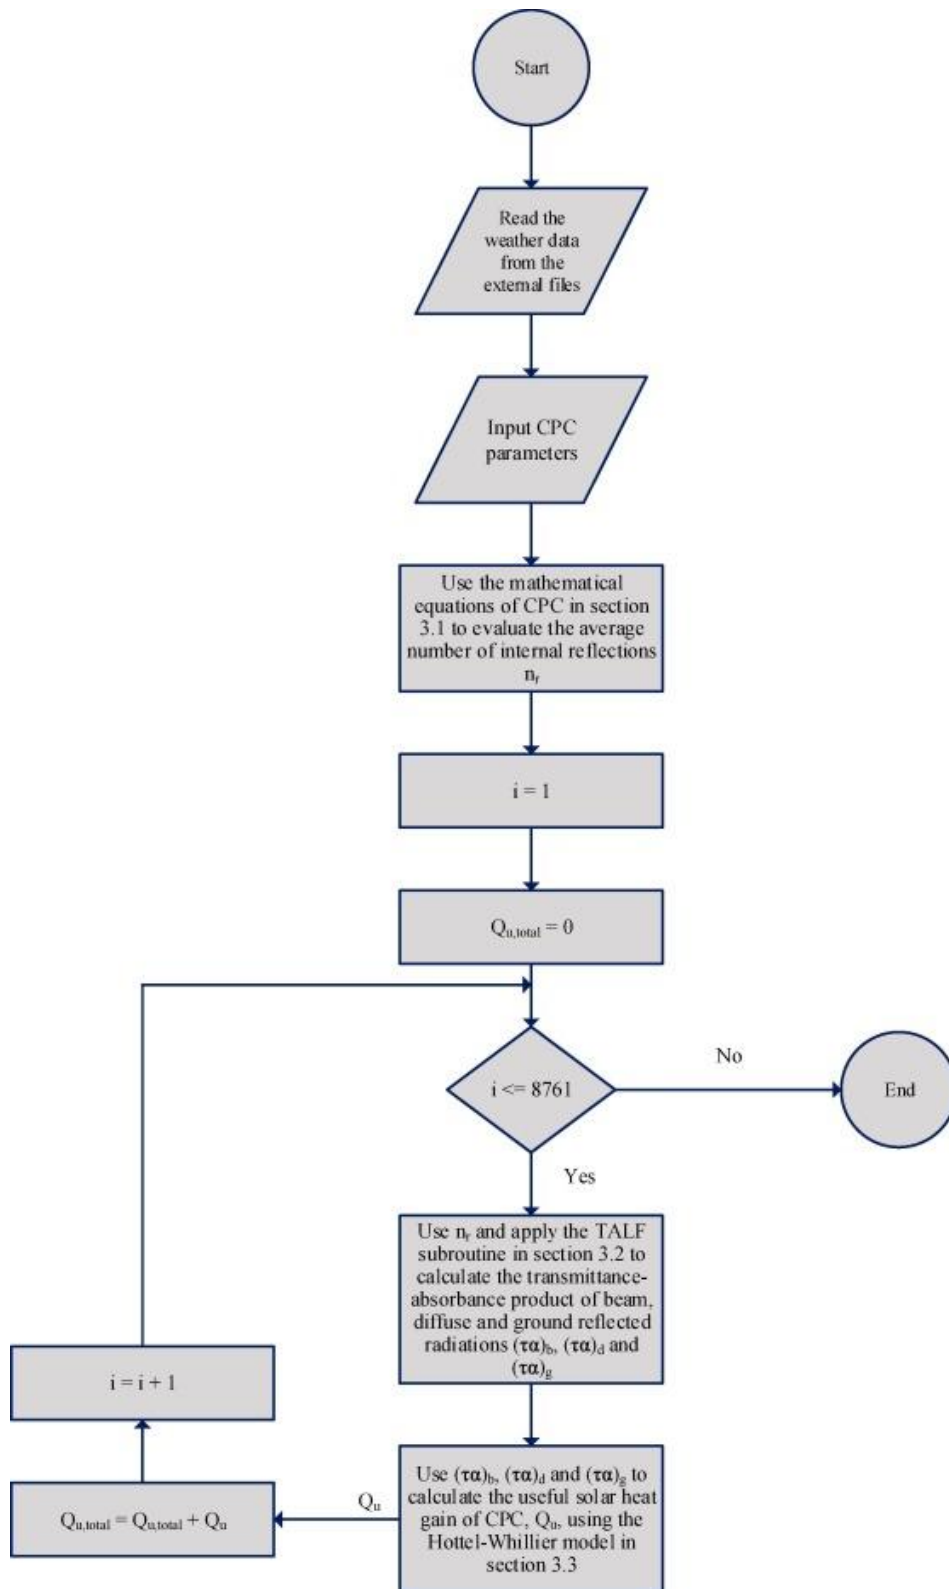 Start
Read the
weather data
from the
external files
Input CPC
parameters
Use the mathematical
equations of CPC in section
3.1 to evaluate the average
number of internal reflections
nᵣ
i = 1
Qᵤ,total = 0
i <= 8761
No
End
Yes
Use nᵣ and apply the TALF
subroutine in section 3.2 to
calculate the transmittance-
absorbance product of beam,
diffuse and ground reflected
radiations (τα)b, (τα)d and
(τα)g
i = i + 1
Use (τα)b, (τα)d and (τα)g to
calculate the useful solar heat
gain of CPC, Qᵤ, using the
Hottel-Whillier model in
section 3.3
Qᵤ
Qᵤ,total = Qᵤ,total + Qᵤ